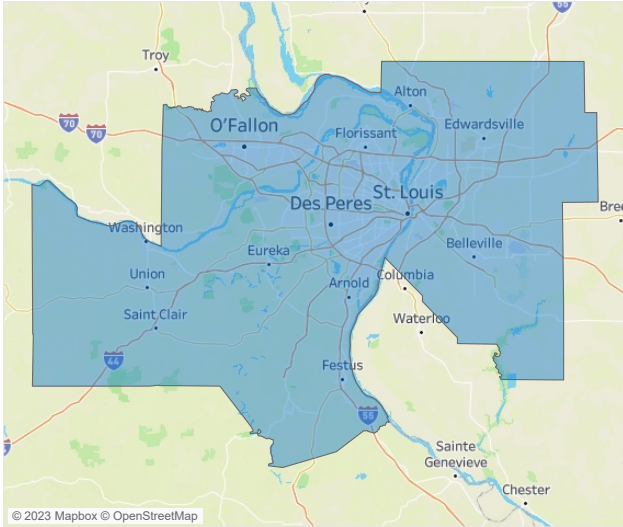 55
Troy
Alton
70
70
O'Fallon
Florissant
Edwardsville
St. Louis
Des Peres
Washington
Belleville
Eureka
Union
Arnold
Columbia
Saint Clair
Waterloo
44
Festus
55
Sainte
Genevieve
Chester
© 2023 Mapbox © OpenStreetMap